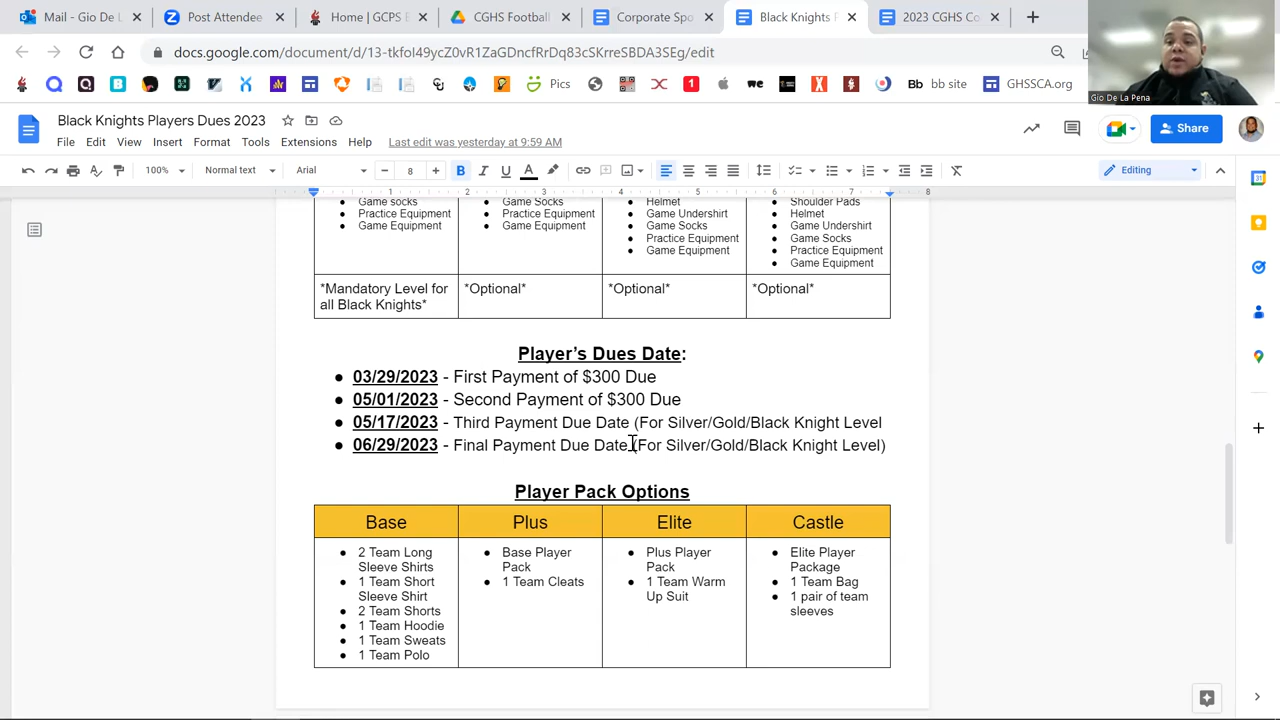 Mail - Gio De La
Post Attendee
Home | GCPS
CGHS Football
Corporate Spo
Black Knights P
2023 CGHS Co
docs.google.com/document/d/13-tkfoI49ycZ0vR1ZaGDncfRrDq83cSKrreSBDA3SEg/edit
Pics
bb site
GHSSCA.org
Gio De La Pena
Black Knights Players Dues 2023
File Edit View Insert Format Tools Extensions Help Last edit was at 9:59 AM
Share
100% Normal text Arial 8 Editing
1 2 3 4 5 6 7 8
Game socks
Practice Equipment
Game Equipment
Game Socks
Practice Equipment
Game Equipment
Helmet
Game Undershirt
Game Socks
Practice Equipment
Game Equipment
Shoulder Pads
Helmet
Game Undershirt
Game Socks
Practice Equipment
Game Equipment
*Mandatory Level for
all Black Knights*
*Optional*
*Optional*
*Optional*
Player's Dues Date:
03/29/2023 - First Payment of $300 Due
05/01/2023 - Second Payment of $300 Due
05/17/2023 - Third Payment Due Date (For Silver/Gold/Black Knight Level
06/29/2023 - Final Payment Due Date (For Silver/Gold/Black Knight Level)
Player Pack Options
Base Plus Elite Castle
2 Team Long
Sleeve Shirts
1 Team Short
Sleeve Shirt
2 Team Shorts
1 Team Hoodie
1 Team Sweats
1 Team Polo
Base Player
Pack
1 Team Cleats
Plus Player
Pack
1 Team Warm
Up Suit
Elite Player
Package
1 Team Bag
1 pair of team
sleeves